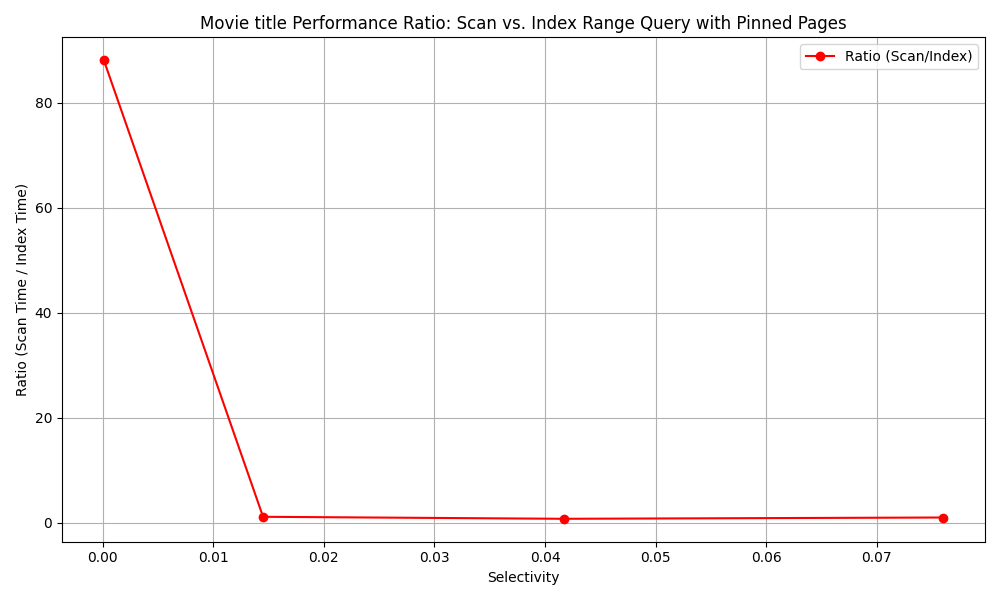 Movie title Performance Ratio: Scan vs. Index Range Query with Pinned Pages
Ratio (Scan/Index)
Ratio (Scan Time / Index Time)
80
60
40
20
0
0.00 0.01 0.02 0.03 0.04 0.05 0.06 0.07
Selectivity